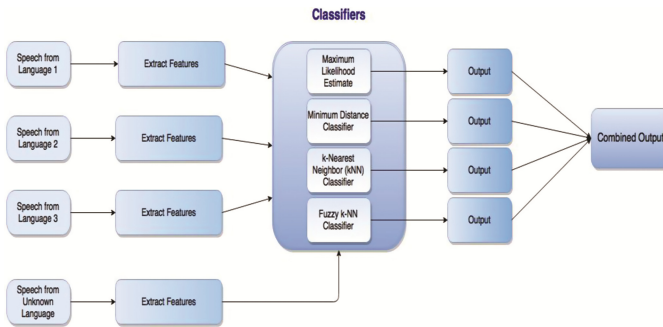 Classifiers
Speech from
Language 1
Extract Features
Maximum
Likelihood
Estimate
Output
Minimum Distance
Classifier
Output
Speech from
Language 2
Extract Features
Combined Output
k-Nearest
Neighbor (kNN)
Classifier
Output
Speech from
Language 3
Extract Features
Fuzzy k-NN
Classifier
Output
Speech from
Unknown
Language
Extract Features